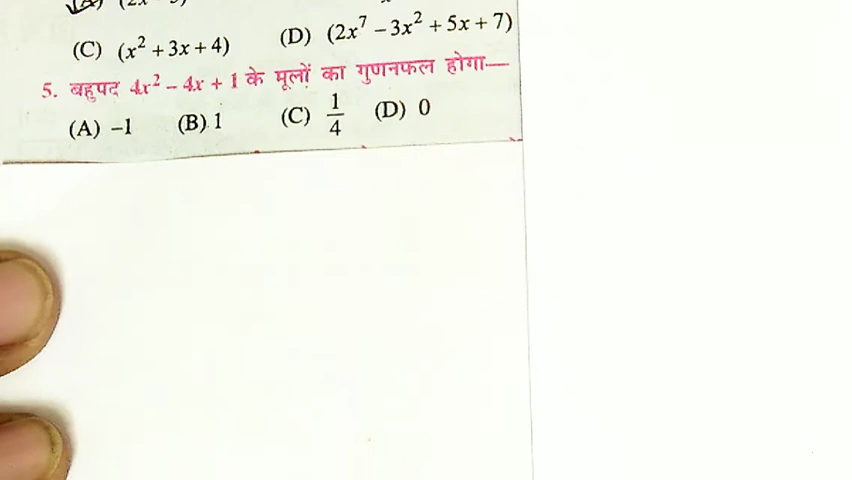 (C) (x² + 3x + 4) (D) (2x⁷ − 3x² + 5x + 7)
5. बहुपद 4x² − 4x + 1 के मूलों का गुणनफल होगा—
(A) −1 (B) 1 (C) 1/4 (D) 0